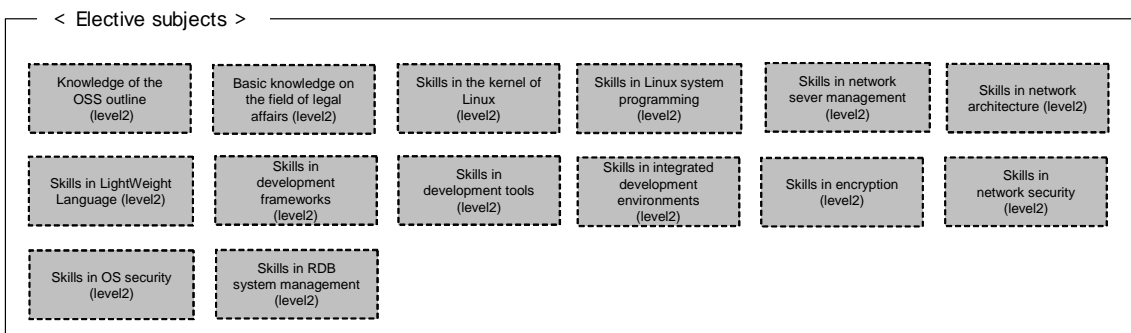 < Elective subjects >
Knowledge of the
OSS outline
(level2)
Basic knowledge on
the field of legal
affairs (level2)
Skills in the kernel of
Linux
(level2)
Skills in Linux system
programming
(level2)
Skills in network
sever management
(level2)
Skills in network
architecture (level2)
Skills in LightWeight
Language (level2)
Skills in
development
frameworks
(level2)
Skills in
development tools
(level2)
Skills in integrated
development
environments
(level2)
Skills in encryption
(level2)
Skills in
network security
(level2)
Skills in OS security
(level2)
Skills in RDB
system management
(level2)